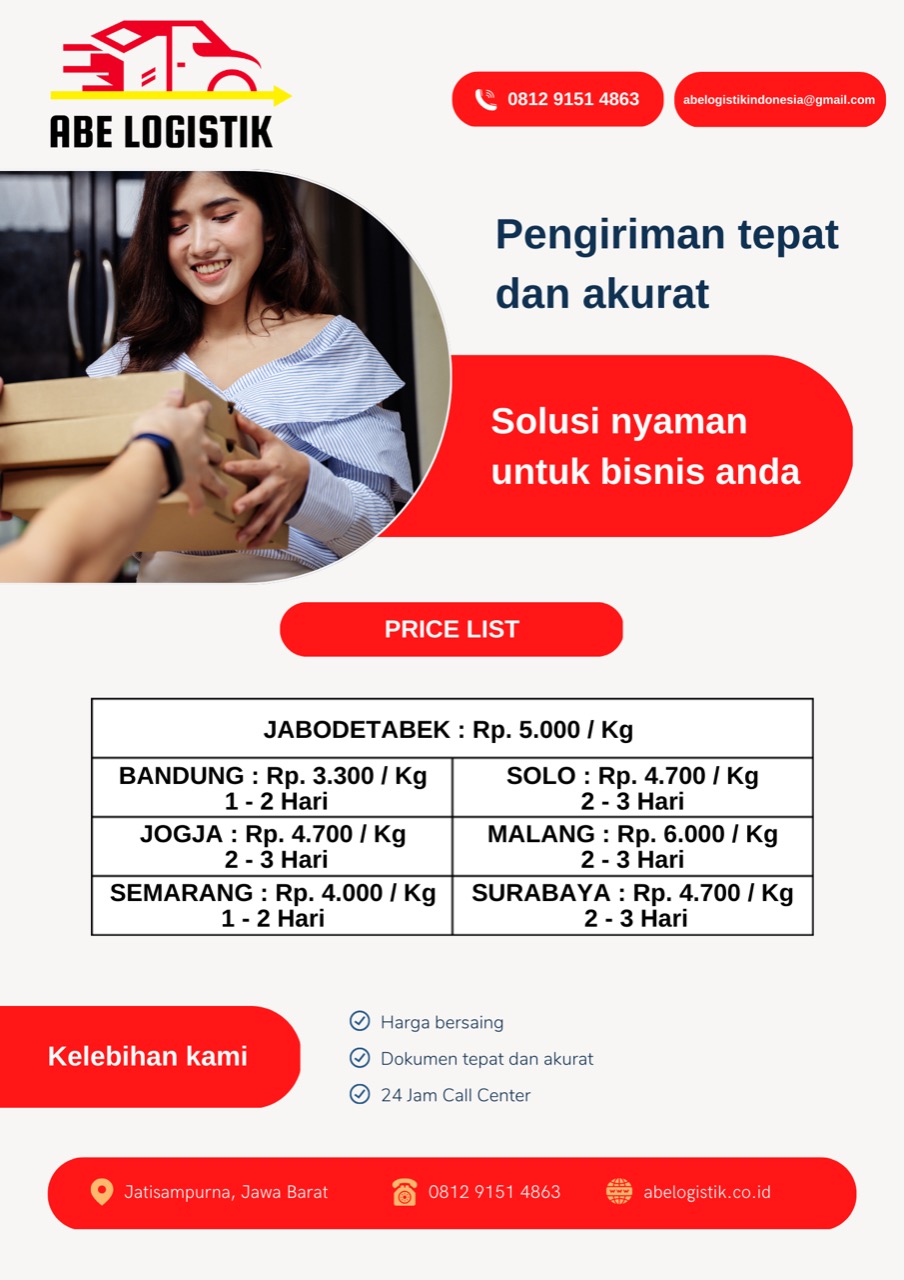 ABE LOGISTIK
0812 9151 4863
abelogistikindonesia@gmail.com
Pengiriman tepat
dan akurat
Solusi nyaman
untuk bisnis anda
PRICE LIST
JABODETABEK : Rp. 5.000 / Kg
BANDUNG : Rp. 3.300 / Kg
1 - 2 Hari
SOLO : Rp. 4.700 / Kg
2 - 3 Hari
JOGJA : Rp. 4.700 / Kg
2 - 3 Hari
MALANG : Rp. 6.000 / Kg
2 - 3 Hari
SEMARANG : Rp. 4.000 / Kg
1 - 2 Hari
SURABAYA : Rp. 4.700 / Kg
2 - 3 Hari
Kelebihan kami
Harga bersaing
Dokumen tepat dan akurat
24 Jam Call Center
Jatisampurna, Jawa Barat
0812 9151 4863
abelogistik.co.id